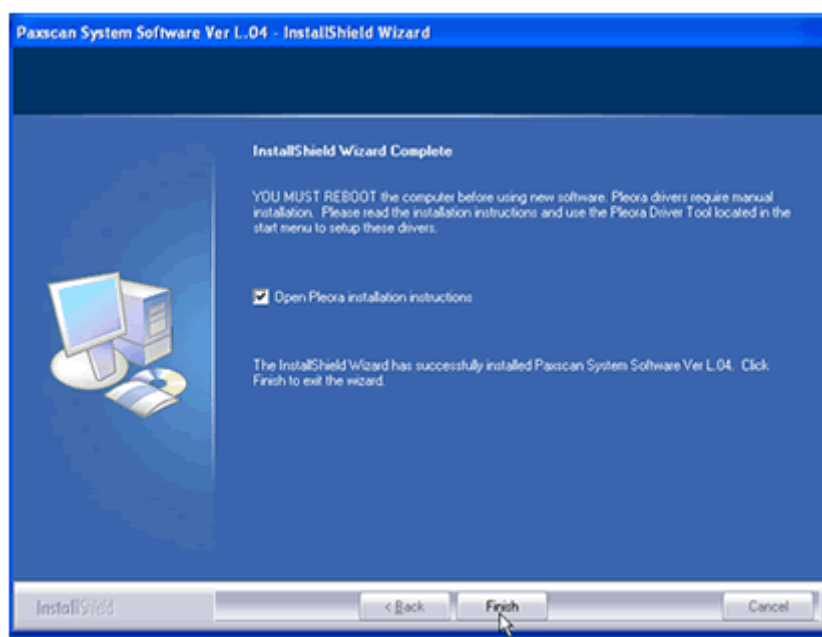 Paxscan System Software Ver L.04 - InstallShield Wizard
InstallShield Wizard Complete
YOU MUST REBOOT the computer before using new software. Pleora drivers require manual
installation. Please read the installation instructions and use the Pleora Driver Tool located in the
start menu to setup these drivers.
Open Pleora installation instructions
The InstallShield Wizard has successfully installed Paxscan System Software Ver L.04. Click
Finish to exit the wizard.
InstallShield
< Back
Finish
Cancel